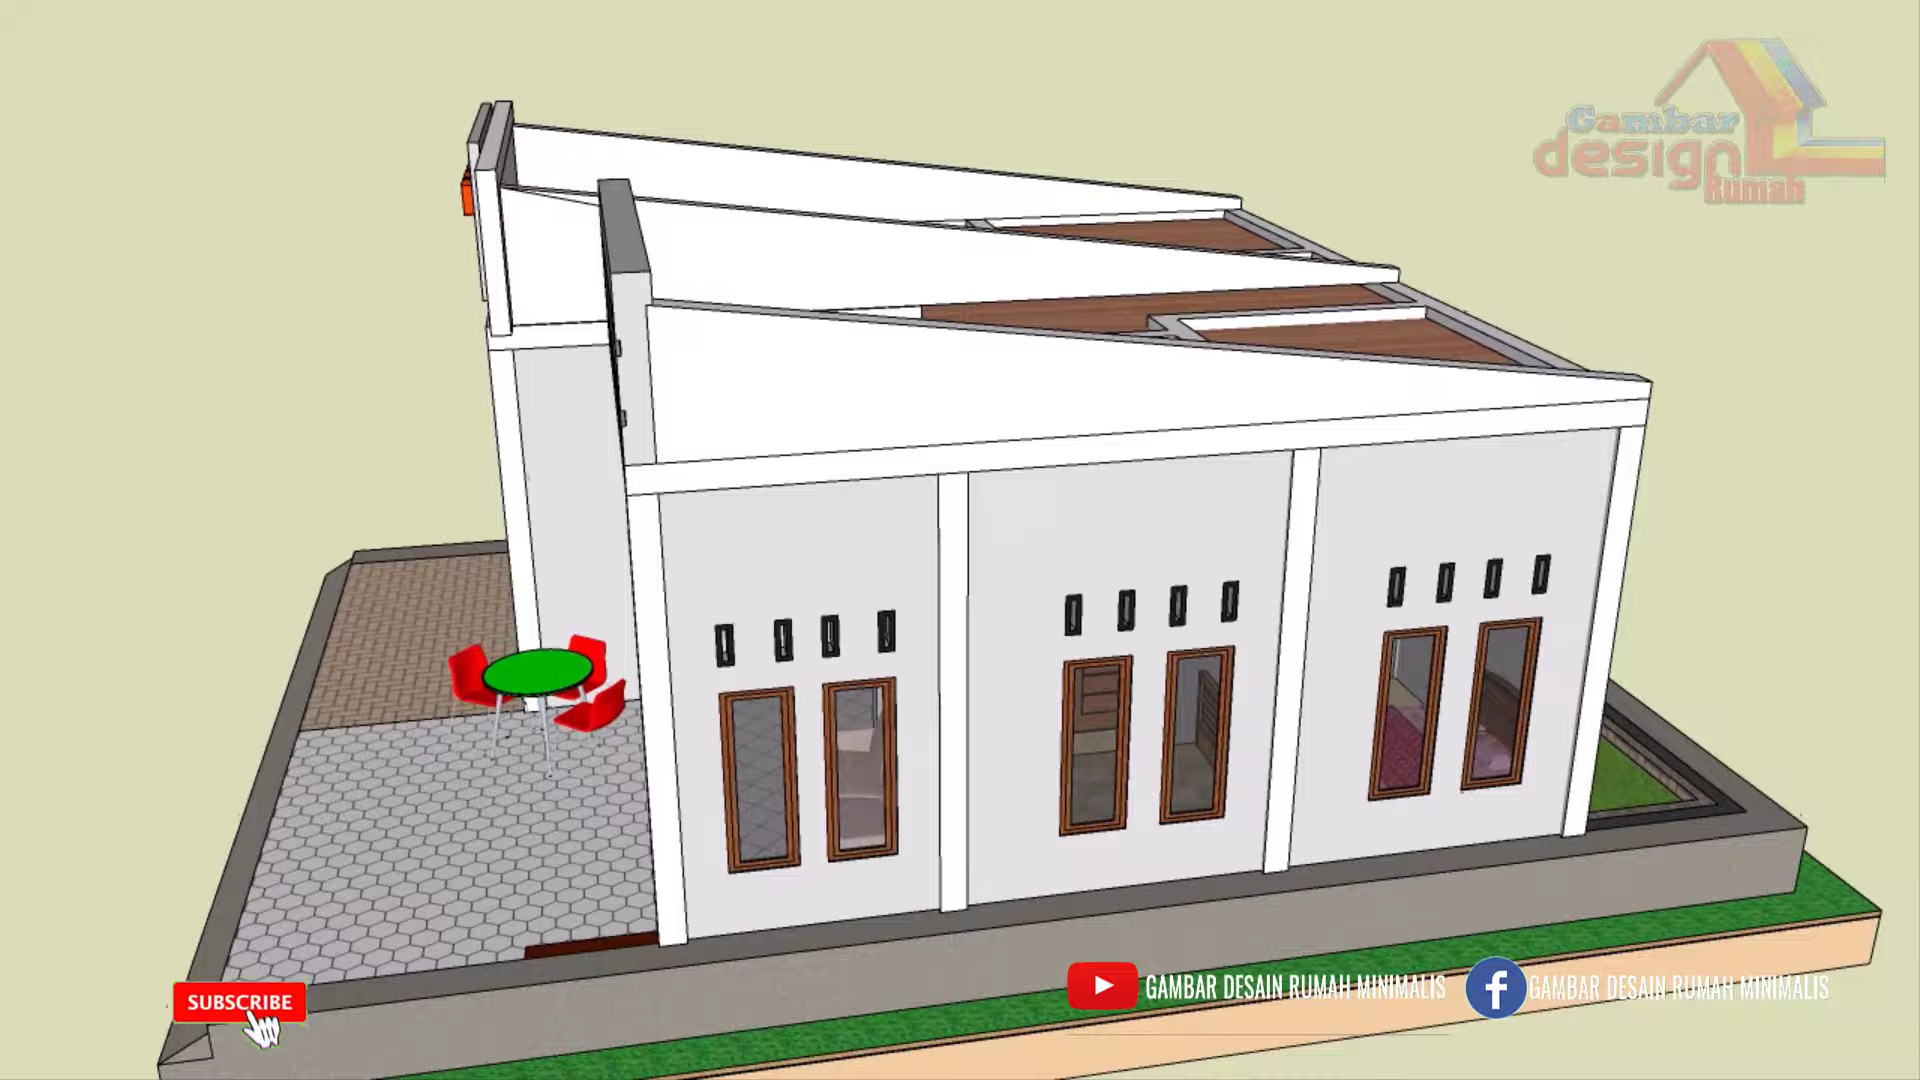 Gambar
design
Rumah
SUBSCRIBE
GAMBAR DESAIN RUMAH MINIMALIS
GAMBAR DESAIN RUMAH MINIMALIS